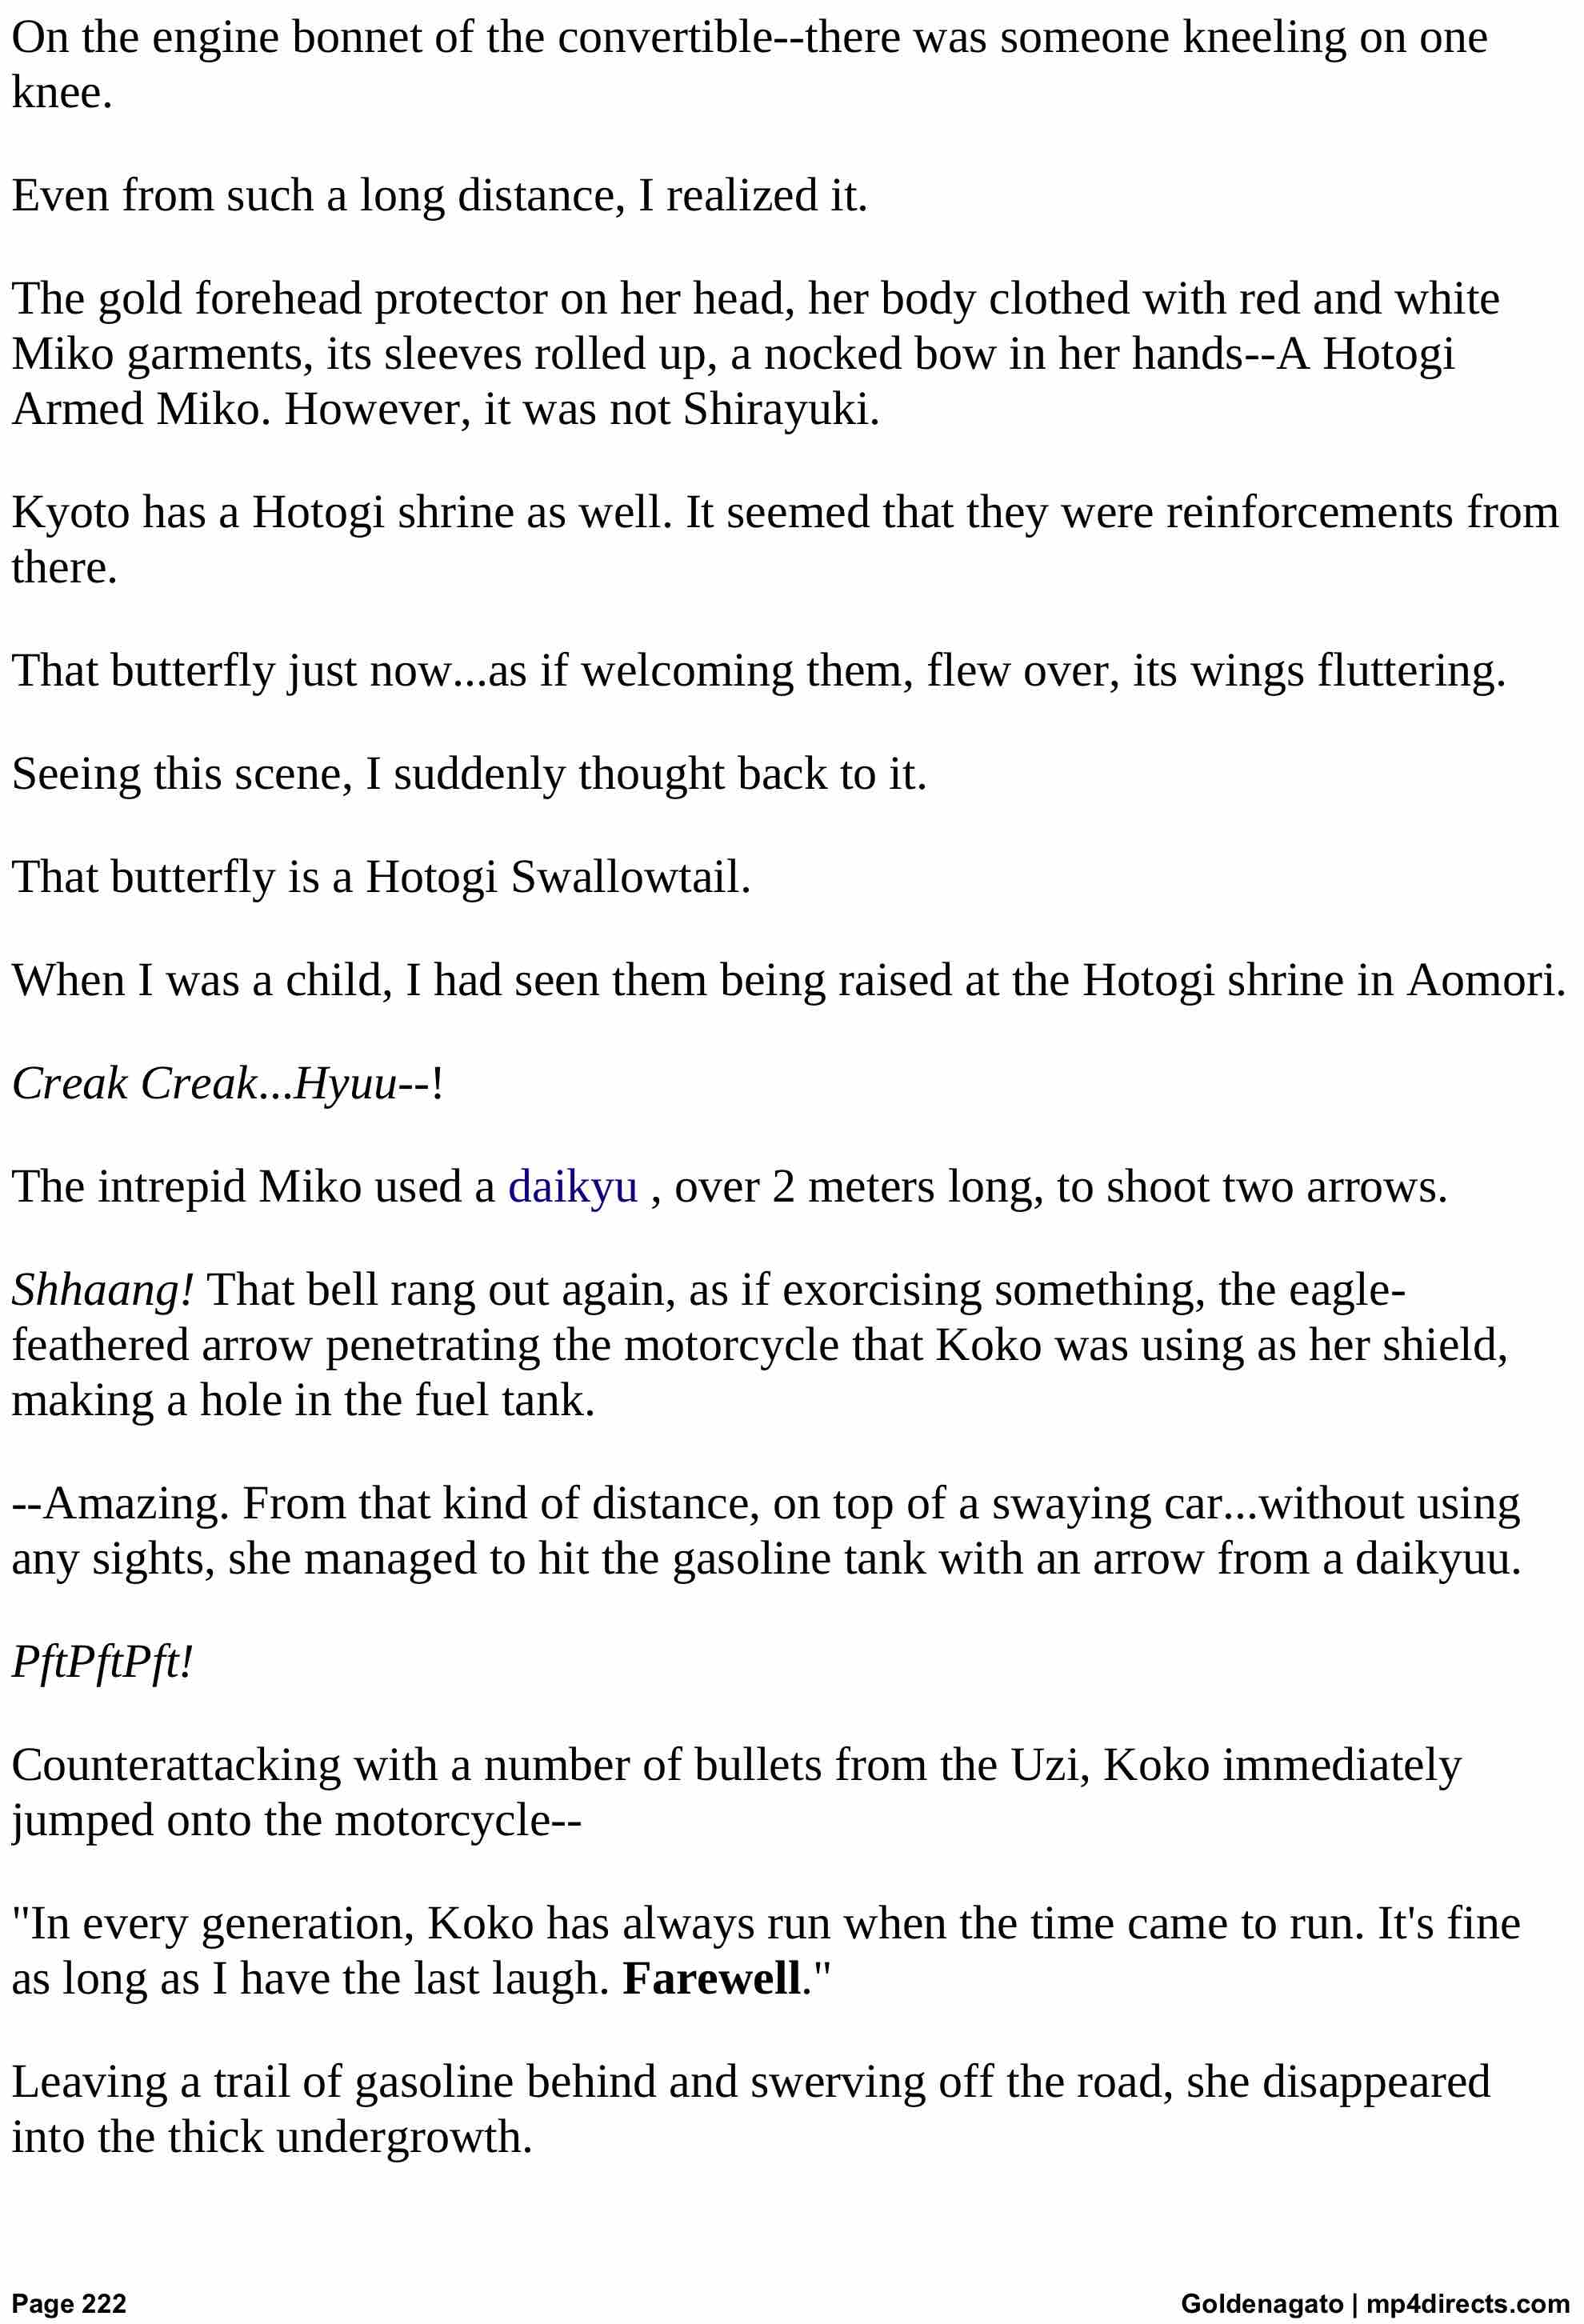 On the engine bonnet of the convertible--there was someone kneeling on one
knee.
Even from such a long distance, I realized it.
The gold forehead protector on her head, her body clothed with red and white
Miko garments, its sleeves rolled up, a nocked bow in her hands--A Hotogi
Armed Miko. However, it was not Shirayuki.
Kyoto has a Hotogi shrine as well. It seemed that they were reinforcements from
there.
That butterfly just now...as if welcoming them, flew over, its wings fluttering.
Seeing this scene, I suddenly thought back to it.
That butterfly is a Hotogi Swallowtail.
When I was a child, I had seen them being raised at the Hotogi shrine in Aomori.
Creak Creak...Hyuu--!
The intrepid Miko used a daikyu , over 2 meters long, to shoot two arrows.
Shhaang! That bell rang out again, as if exorcising something, the eagle-
feathered arrow penetrating the motorcycle that Koko was using as her shield,
making a hole in the fuel tank.
--Amazing. From that kind of distance, on top of a swaying car...without using
any sights, she managed to hit the gasoline tank with an arrow from a daikyuu.
PftPftPft!
Counterattacking with a number of bullets from the Uzi, Koko immediately
jumped onto the motorcycle--
"In every generation, Koko has always run when the time came to run. It's fine
as long as I have the last laugh. Farewell."
Leaving a trail of gasoline behind and swerving off the road, she disappeared
into the thick undergrowth.
Page 222
Goldenagato | mp4directs.com